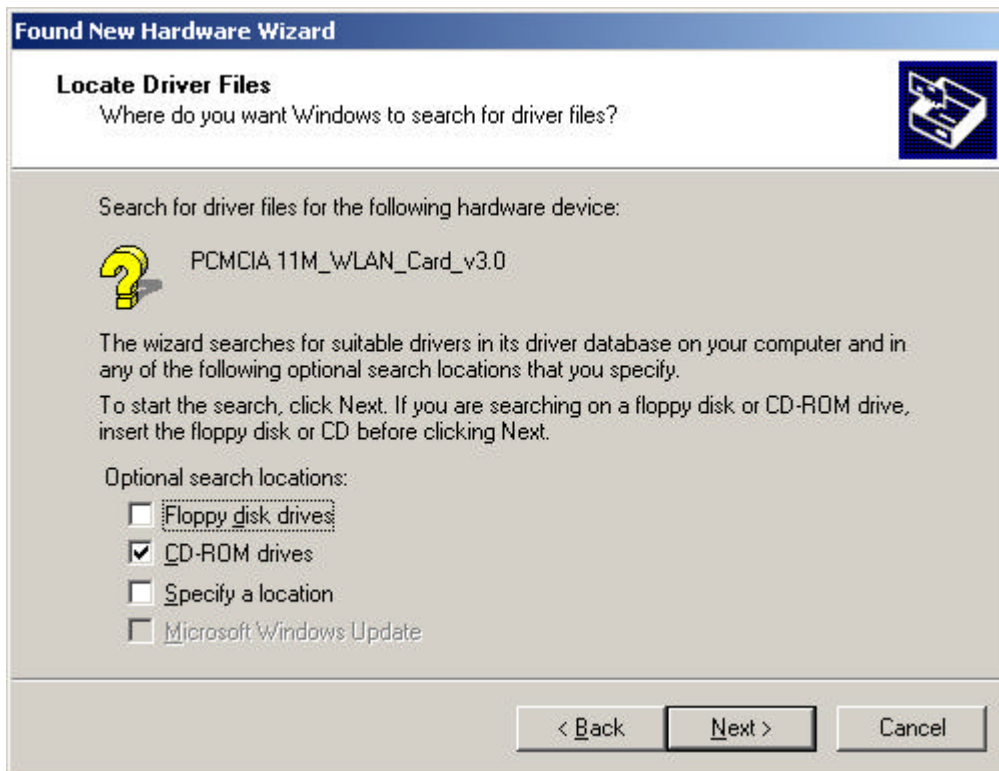 Found New Hardware Wizard
Locate Driver Files
Where do you want Windows to search for driver files?
Search for driver files for the following hardware device:
PCMCIA 11M_WLAN_Card_v3.0
The wizard searches for suitable drivers in its driver database on your computer and in
any of the following optional search locations that you specify.
To start the search, click Next. If you are searching on a floppy disk or CD-ROM drive,
insert the floppy disk or CD before clicking Next.
Optional search locations:
Floppy disk drives
CD-ROM drives
Specify a location
Microsoft Windows Update
< Back Next > Cancel